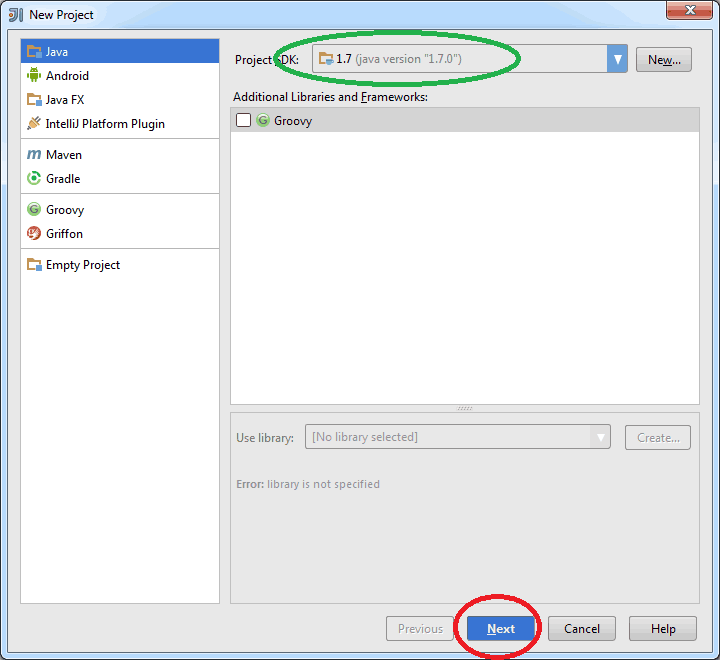 New Project
Java
Android
Java FX
IntelliJ Platform Plugin
Maven
Gradle
Groovy
Griffon
Empty Project
Project SDK: 1.7 (java version "1.7.0") New...
Additional Libraries and Frameworks:
Groovy
Use library: [No library selected] Create...
Error: library is not specified
Previous Next Cancel Help